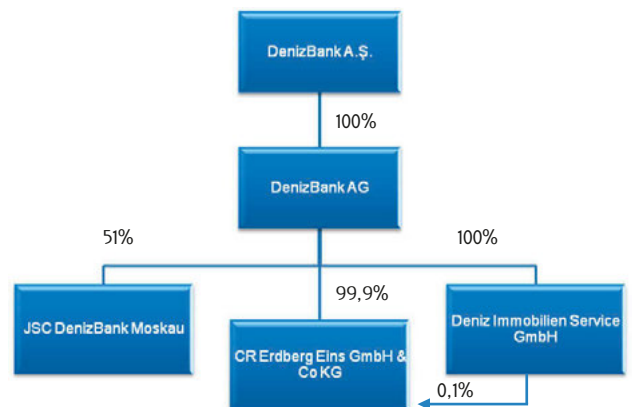 DenizBank A.Ş.
100%
DenizBank AG
51%
100%
99,9%
JSC DenizBank Moskau
CR Erdberg Eins GmbH &
Co KG
Deniz Immobilien Service
GmbH
0,1%